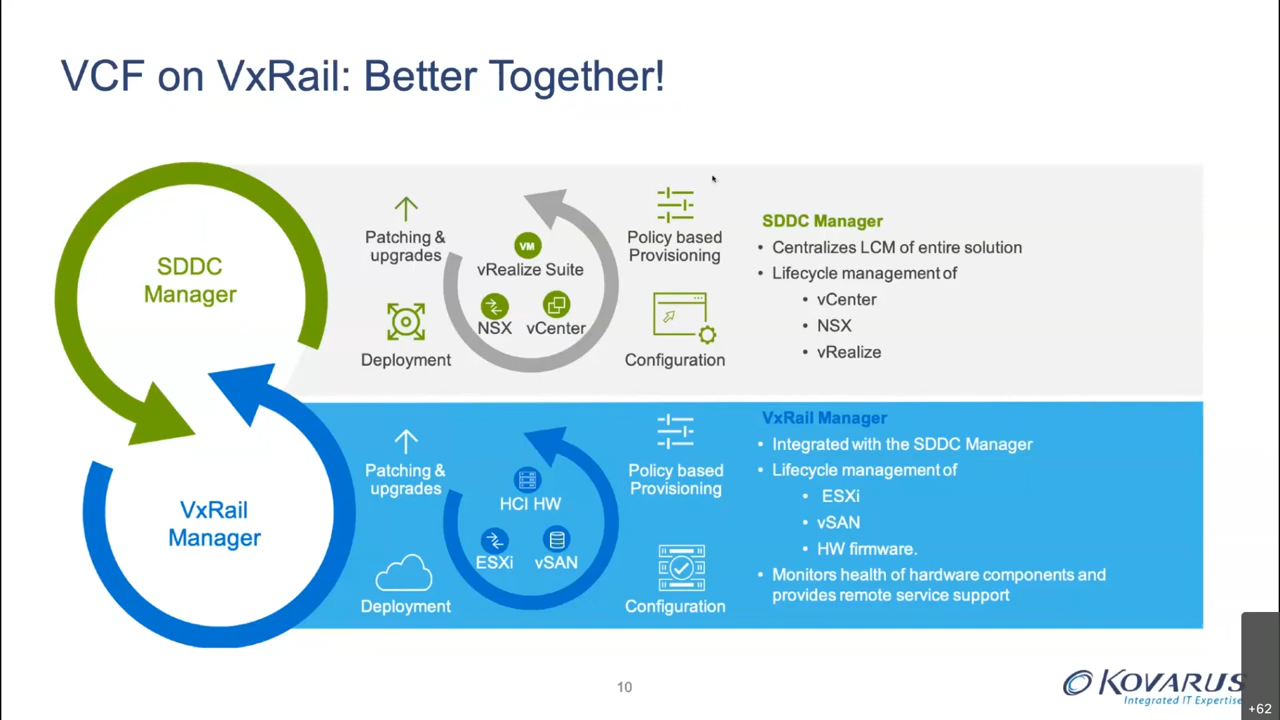 VCF on VxRail: Better Together!
SDDC
Manager
Patching &
upgrades
Deployment
VM
vRealize Suite
NSX vCenter
Policy based
Provisioning
Configuration
SDDC Manager
• Centralizes LCM of entire solution
• Lifecycle management of
• vCenter
• NSX
• vRealize
VxRail
Manager
Patching &
upgrades
Deployment
HCI HW
ESXi vSAN
Policy based
Provisioning
Configuration
VxRail Manager
• Integrated with the SDDC Manager
• Lifecycle management of
• ESXi
• vSAN
• HW firmware.
• Monitors health of hardware components and
provides remote service support
10
KOVARUS
Integrated IT Expertise
+62